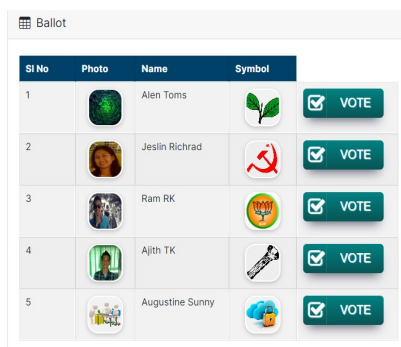 Ballot
Sl No Photo Name Symbol
1 Alen Toms VOTE
2 Jeslin Richrad VOTE
3 Ram RK VOTE
4 Ajith TK VOTE
5 Augustine Sunny VOTE